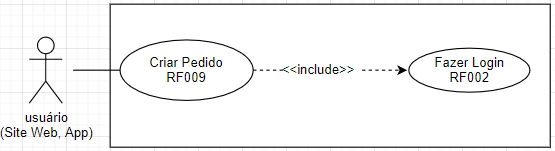 Criar Pedido
RF009
<<include>>
Fazer Login
RF002
usuário
(Site Web, App)